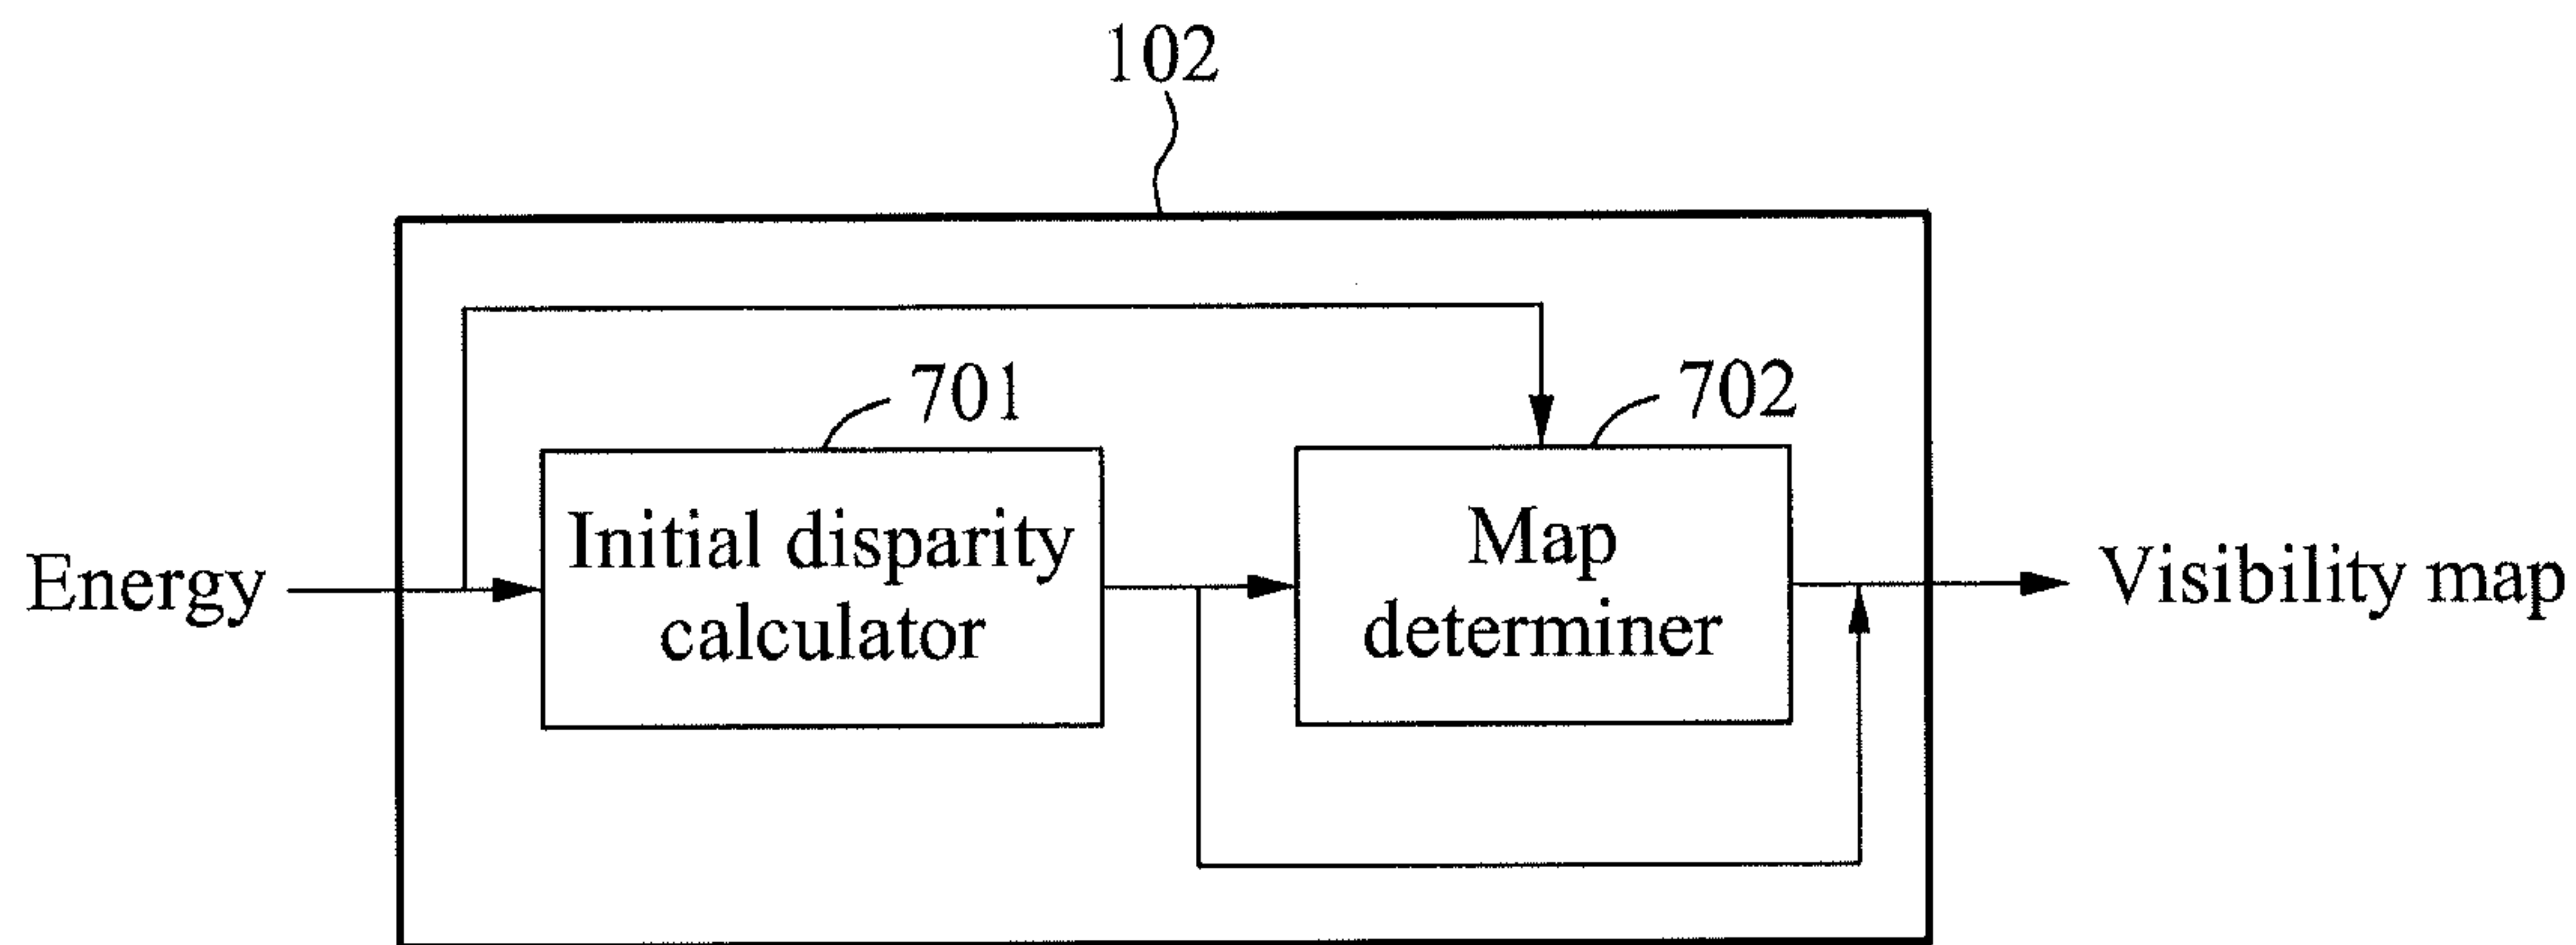 102
701
702
Initial disparity
calculator
Map
determiner
Energy
Visibility map